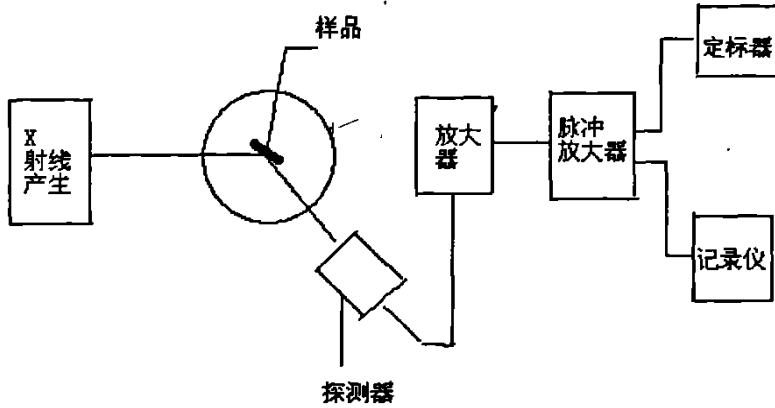 样品
定标器
X
射线
产生
放大
器
脉冲
放大器
记录仪
探测器